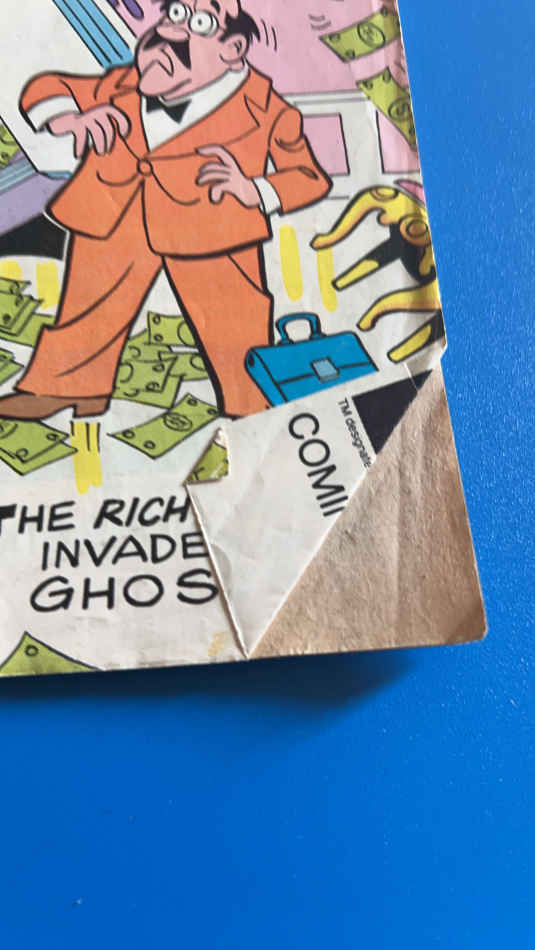 THE RICH
INVADE
GHOS
TM designate
COMI